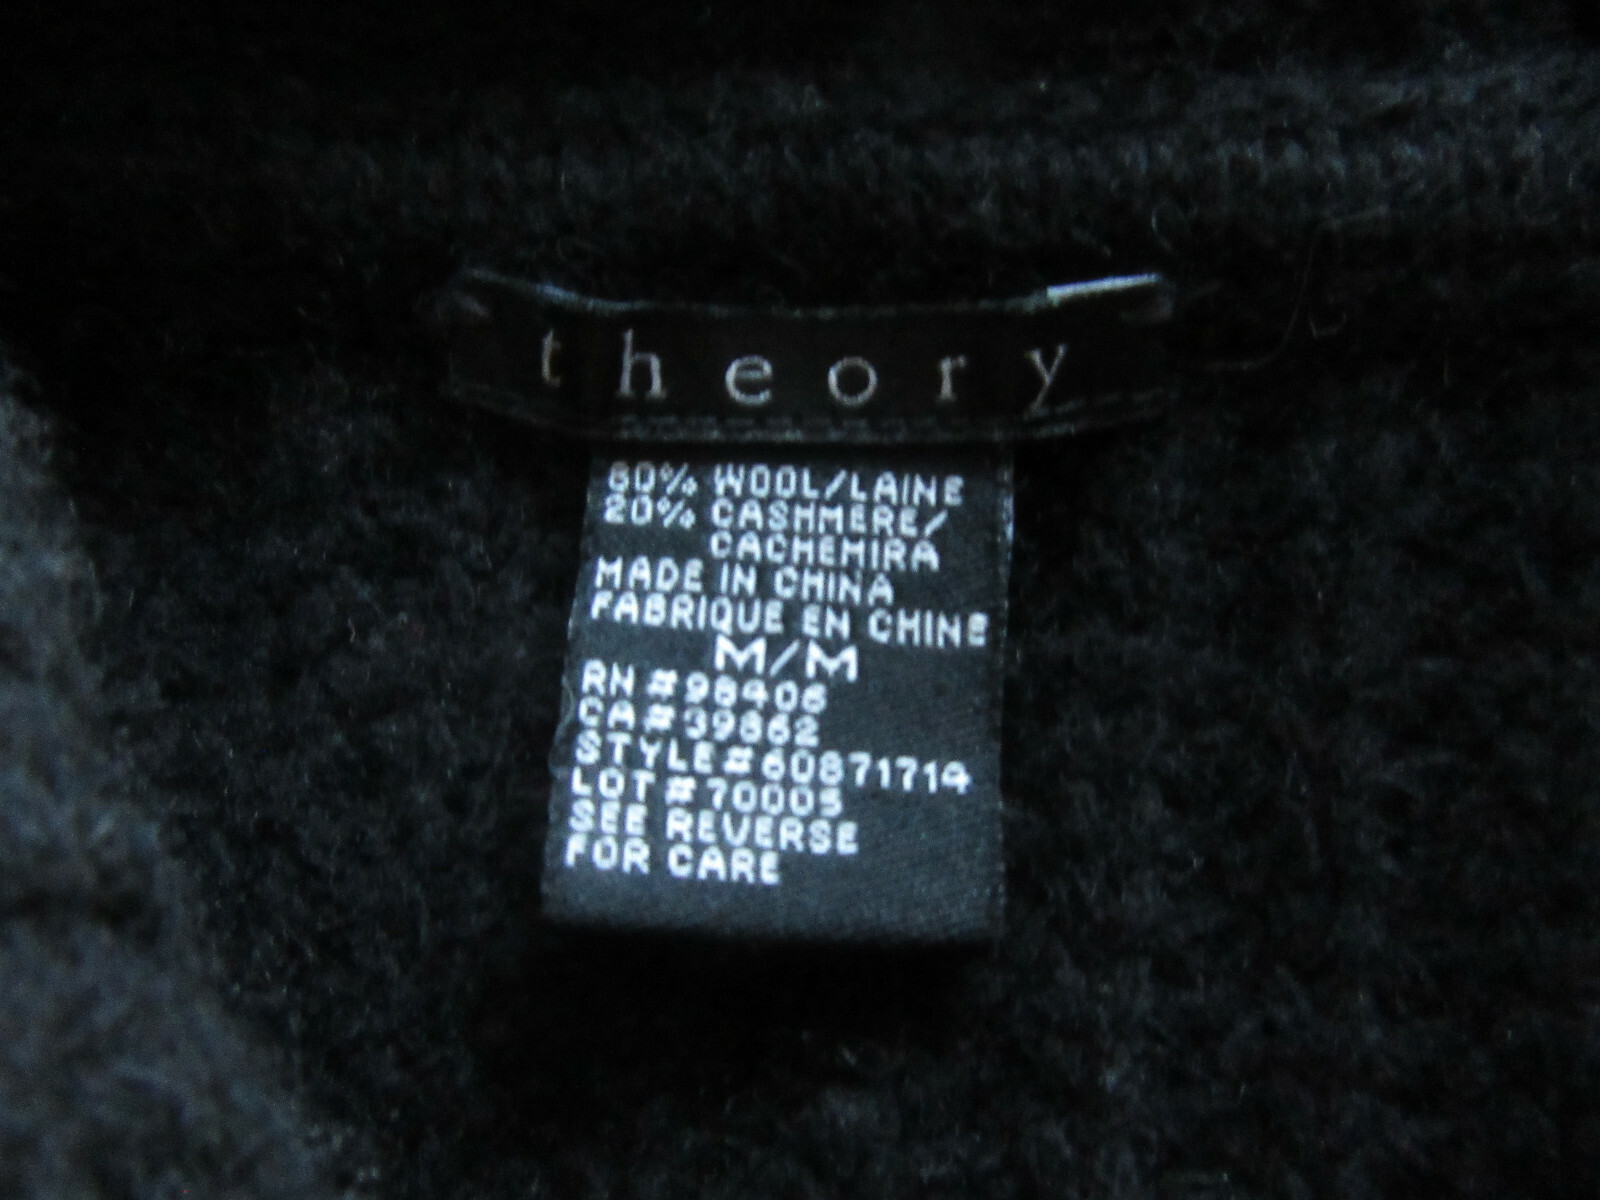 theory
80% WOOL/LAINE
20% CASHMERE/
CACHEMIRA
MADE IN CHINA
FABRIQUE EN CHINE
M/M
RN #98406
CA #39862
STYLE #60871714
LOT #70005
SEE REVERSE
FOR CARE